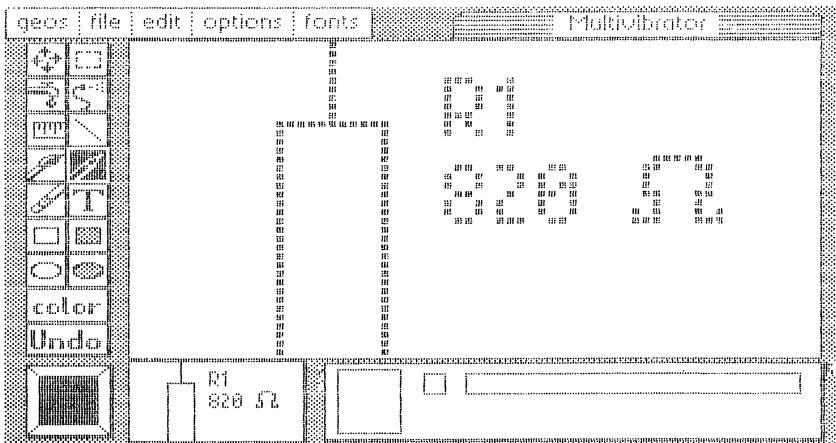 geos file edit options fonts Multivibrator
R1
820 Ω
T
color
Undo
R1
820 Ω